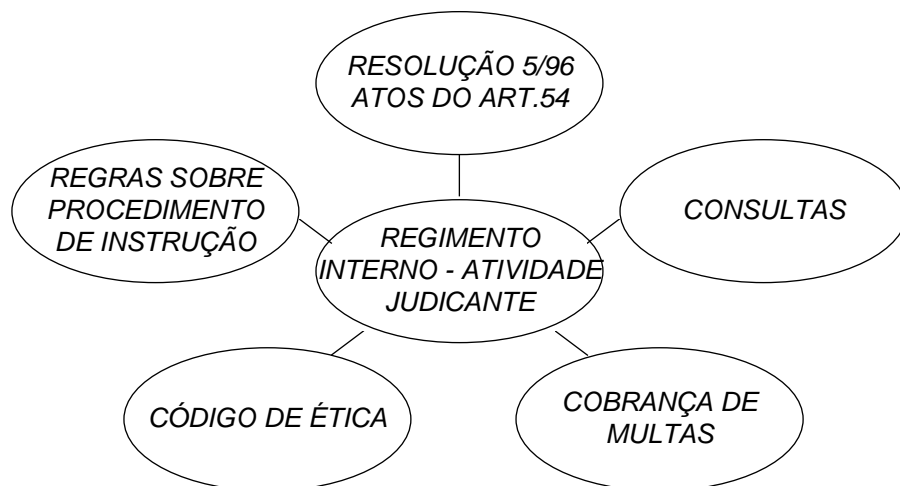 RESOLUÇÃO 5/96
ATOS DO ART.54
REGRAS SOBRE
PROCEDIMENTO
DE INSTRUÇÃO
CONSULTAS
REGIMENTO
INTERNO - ATIVIDADE
JUDICANTE
CÓDIGO DE ÉTICA
COBRANÇA DE
MULTAS